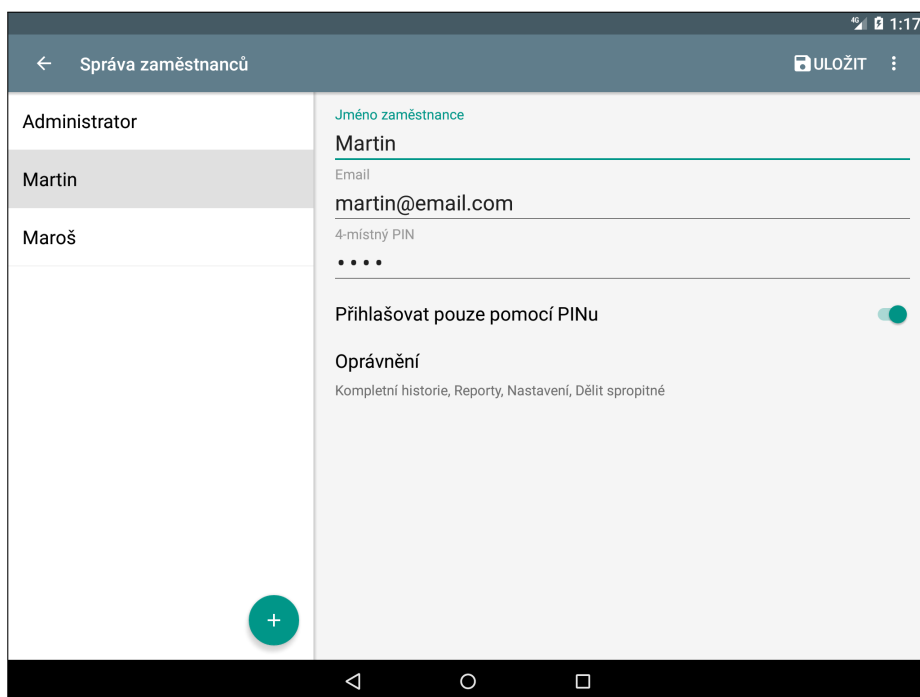 4G 1:17
Správa zaměstnanců ULOŽIT
Administrator
Martin
Maroš
Jméno zaměstnance
Martin
Email
martin@email.com
4-místný PIN
••••
Přihlašovat pouze pomocí PINu
Oprávnění
Kompletní historie, Reporty, Nastavení, Dělit spropitné